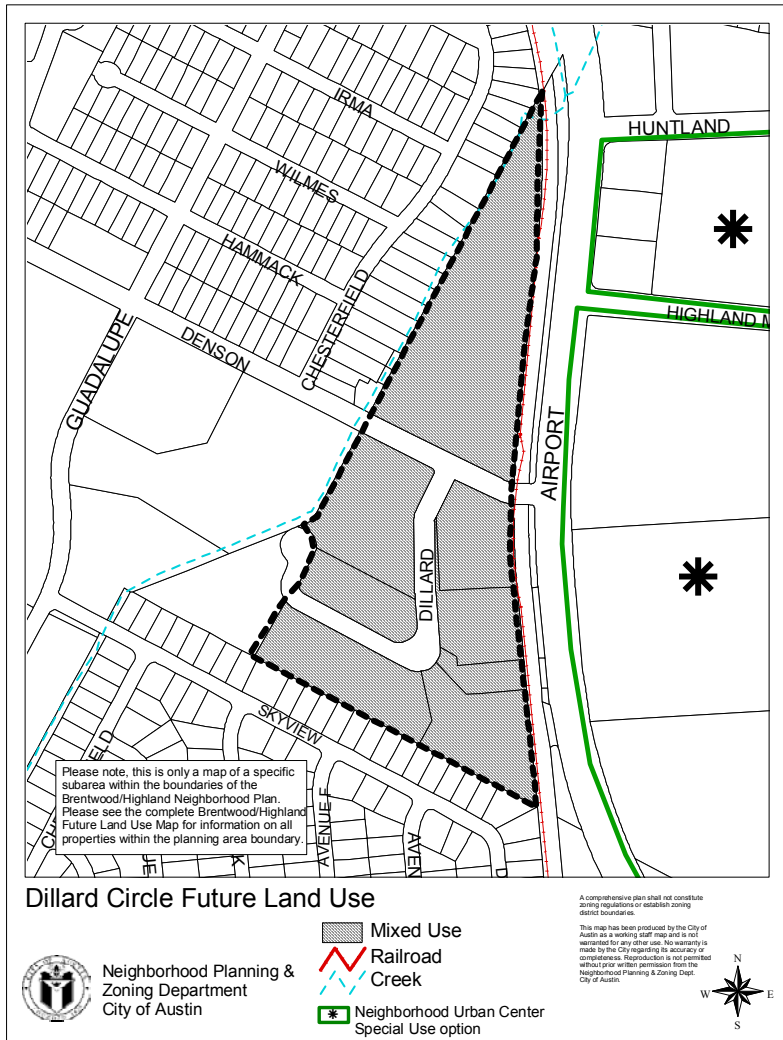 IRMA
HUNTLAND
WILMES
HAMMACK
CHESTERFIELD
HIGHLAND M
GUADALUPE
DENSON
AIRPORT
DILLARD
SKYVIEW
AVENUE F
AVEN
D
K
UE
Please note, this is only a map of a specific
subarea within the boundaries of the
Brentwood/Highland Neighborhood Plan.
Please see the complete Brentwood/Highland
Future Land Use Map for information on all
properties within the planning area boundary.
Dillard Circle Future Land Use
Neighborhood Planning &
Zoning Department
City of Austin
Mixed Use
Railroad
Creek
Neighborhood Urban Center
Special Use option
A comprehensive plan shall not constitute
zoning regulations or establish zoning
district boundaries.
This map has been produced by the City of
Austin as a working staff map and is not
warranted for any other use. No warranty is
made by the City regarding its accuracy or
completeness. Reproduction is not permitted
without prior written permission from the
Neighborhood Planning & Zoning Dept.
City of Austin.
N
W E
S